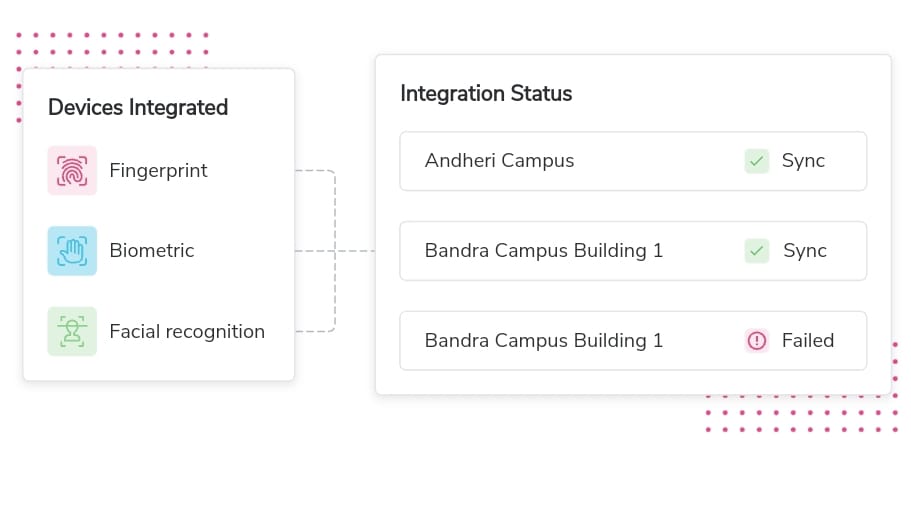 Devices Integrated
Fingerprint
Biometric
Facial recognition
Integration Status
Andheri Campus Sync
Bandra Campus Building 1 Sync
Bandra Campus Building 1 Failed